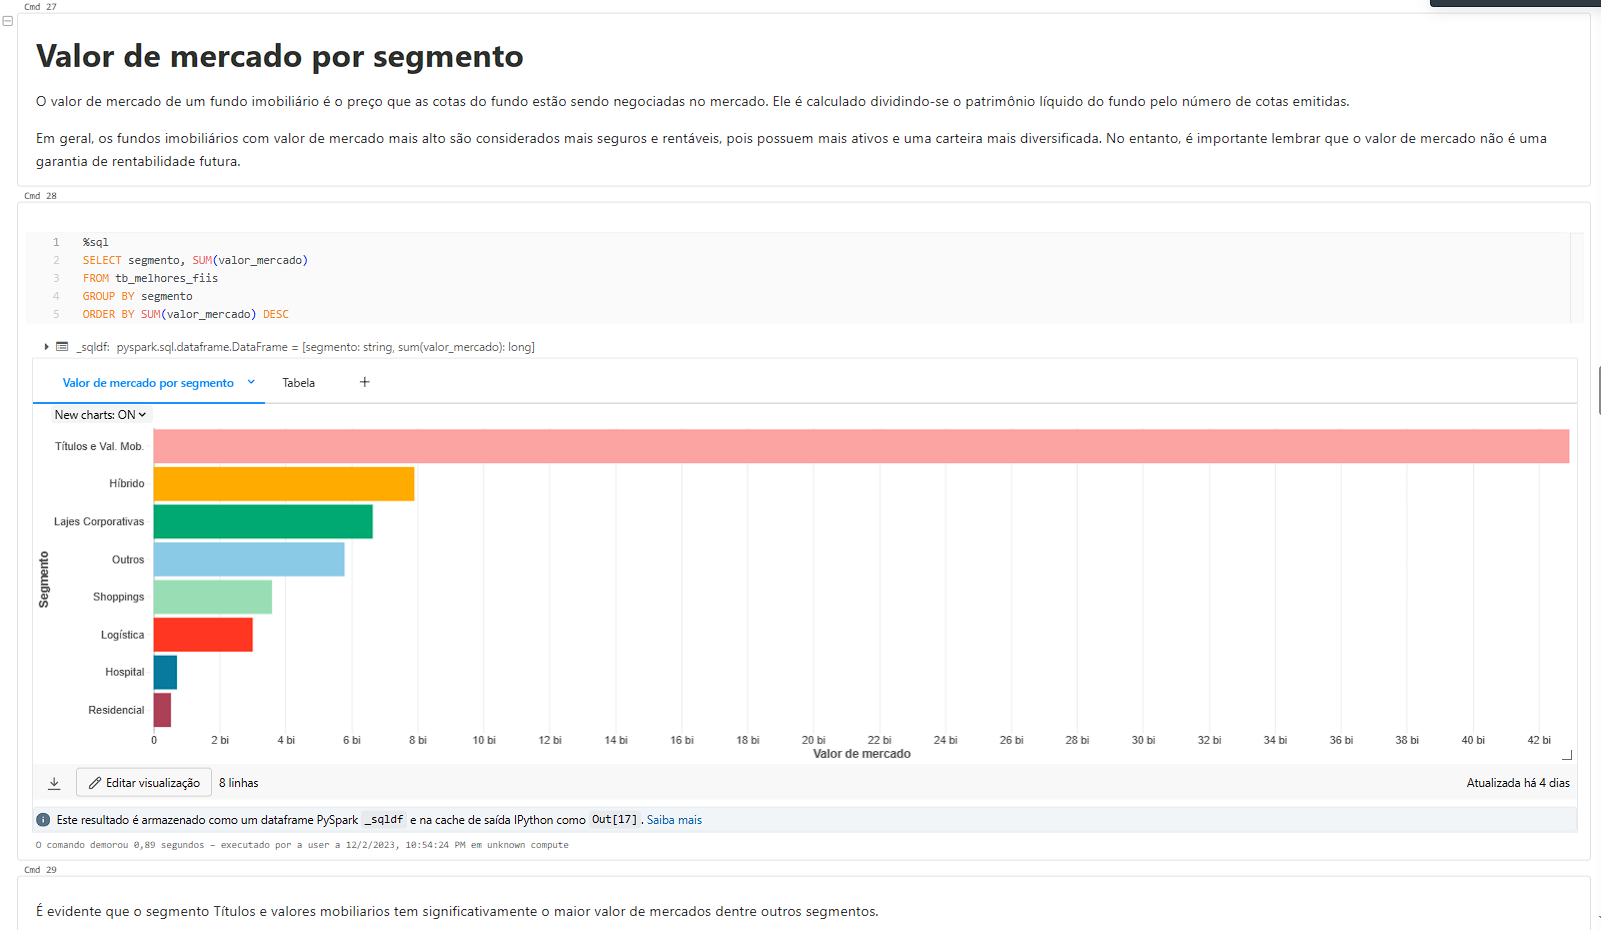 Cmd 27
Valor de mercado por segmento
O valor de mercado de um fundo imobiliário é o preço que as cotas do fundo estão sendo negociadas no mercado. Ele é calculado dividindo-se o patrimônio líquido do fundo pelo número de cotas emitidas.
Em geral, os fundos imobiliários com valor de mercado mais alto são considerados mais seguros e rentáveis, pois possuem mais ativos e uma carteira mais diversificada. No entanto, é importante lembrar que o valor de mercado não é uma
garantia de rentabilidade futura.
Cmd 28
1 %sql
2 SELECT segmento, SUM(valor_mercado)
3 FROM tb_melhores_fiis
4 GROUP BY segmento
5 ORDER BY SUM(valor_mercado) DESC
_sqldf: pyspark.sql.dataframe.DataFrame = [segmento: string, sum(valor_mercado): long]
Valor de mercado por segmento Tabela +
New charts: ON
Segmento
Títulos e Val. Mob.
Híbrido
Lajes Corporativas
Outros
Shoppings
Logística
Hospital
Residencial
0 2 bi 4 bi 6 bi 8 bi 10 bi 12 bi 14 bi 16 bi 18 bi 20 bi 22 bi 24 bi 26 bi 28 bi 30 bi 32 bi 34 bi 36 bi 38 bi 40 bi 42 bi
Valor de mercado
Editar visualização 8 linhas Atualizada há 4 dias
Este resultado é armazenado como um dataframe PySpark _sqldf e na cache de saída IPython como Out[17] . Saiba mais
O comando demorou 0,89 segundos – executado por a user a 12/2/2023, 10:54:24 PM em unknown compute
Cmd 29
É evidente que o segmento Títulos e valores mobiliarios tem significativamente o maior valor de mercados dentre outros segmentos.